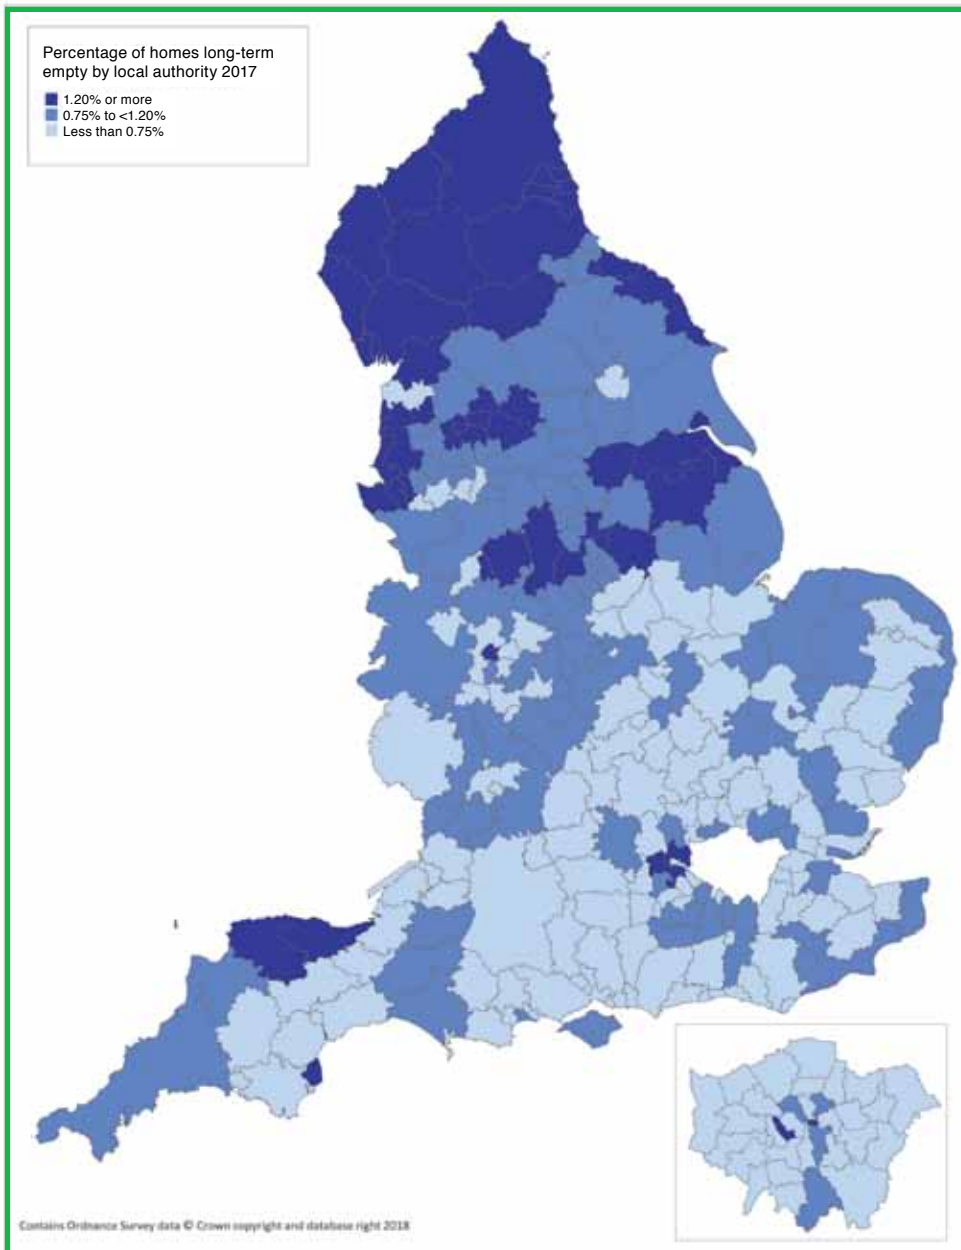 Percentage of homes long-term
empty by local authority 2017
1.20% or more
0.75% to <1.20%
Less than 0.75%
Contains Ordnance Survey data © Crown copyright and database right 2018